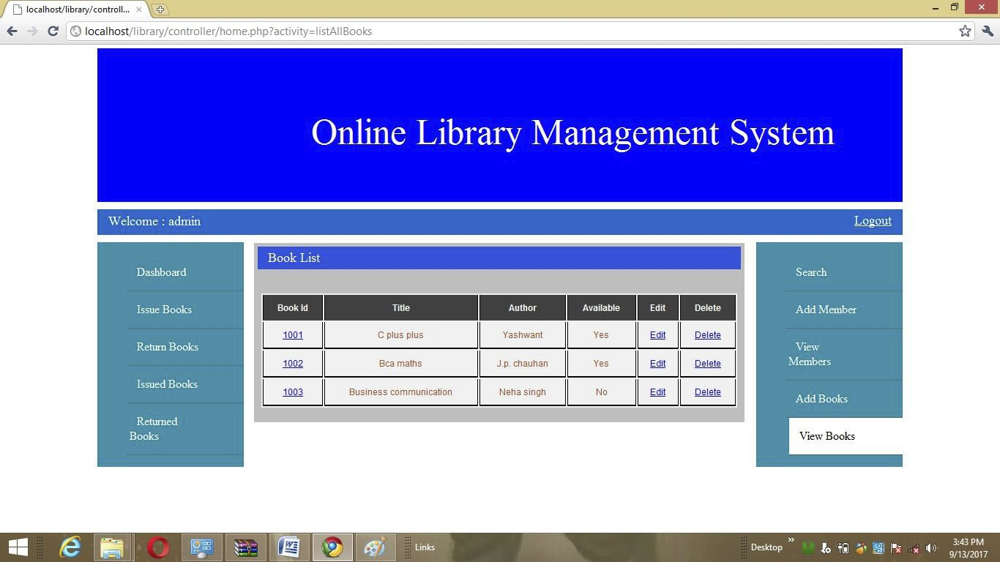 localhost/library/controll...
localhost/library/controller/home.php?activity=listAllBooks
Online Library Management System
Welcome : admin
Logout
Dashboard
Issue Books
Return Books
Issued Books
Returned
Books
Book List
Book Id Title Author Available Edit Delete
1001 C plus plus Yashwant Yes Edit Delete
1002 Bca maths J.p. chauhan Yes Edit Delete
1003 Business communication Neha singh No Edit Delete
Search
Add Member
View
Members
Add Books
View Books
Links
Desktop
3:43 PM
9/13/2017